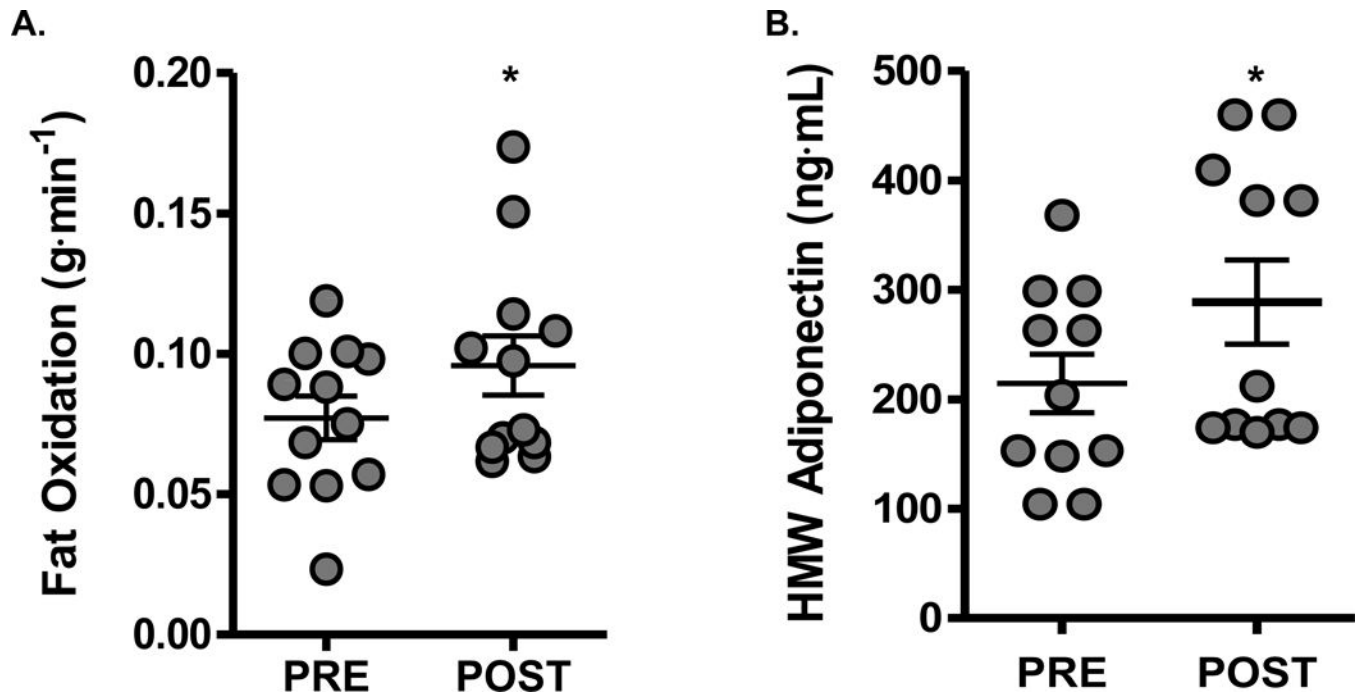 A.
Fat Oxidation (g·min⁻¹)
0.20
0.15
0.10
0.05
0.00
*
PRE
POST
B.
HMW Adiponectin (ng·mL)
500
400
300
200
100
0
*
PRE
POST